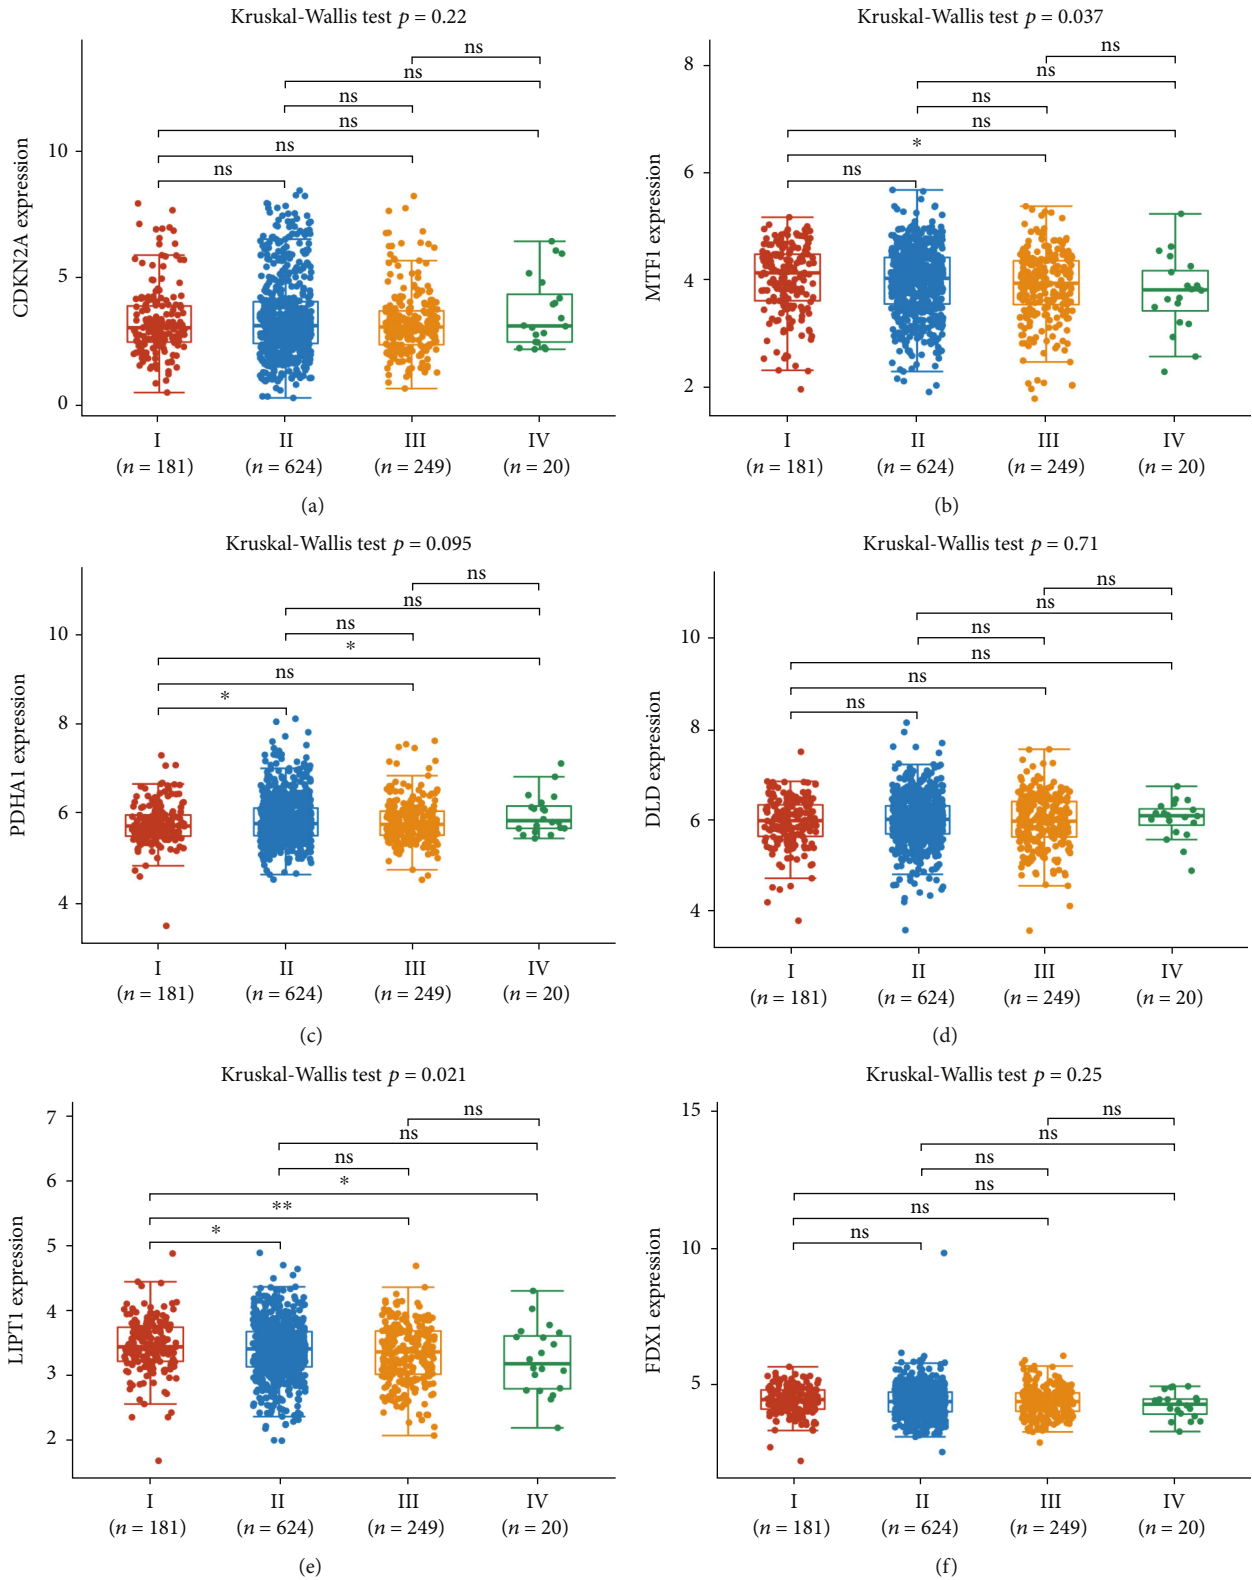 Kruskal-Wallis test p = 0.22
ns
ns
ns
ns
ns
ns
10
5
0
CDKN2A expression
I
II
III
IV
(n = 181)
(n = 624)
(n = 249)
(n = 20)
(a)
Kruskal-Wallis test p = 0.037
ns
ns
ns
ns
*
ns
8
6
4
2
MTF1 expression
I
II
III
IV
(n = 181)
(n = 624)
(n = 249)
(n = 20)
(b)
Kruskal-Wallis test p = 0.095
ns
ns
ns
*
ns
*
10
8
6
4
PDHA1 expression
I
II
III
IV
(n = 181)
(n = 624)
(n = 249)
(n = 20)
(c)
Kruskal-Wallis test p = 0.71
ns
ns
ns
ns
ns
ns
10
8
6
4
DLD expression
I
II
III
IV
(n = 181)
(n = 624)
(n = 249)
(n = 20)
(d)
Kruskal-Wallis test p = 0.021
ns
ns
ns
*
**
*
7
6
5
4
3
2
LIPT1 expression
I
II
III
IV
(n = 181)
(n = 624)
(n = 249)
(n = 20)
(e)
Kruskal-Wallis test p = 0.25
ns
ns
ns
ns
ns
ns
15
10
5
FDX1 expression
I
II
III
IV
(n = 181)
(n = 624)
(n = 249)
(n = 20)
(f)